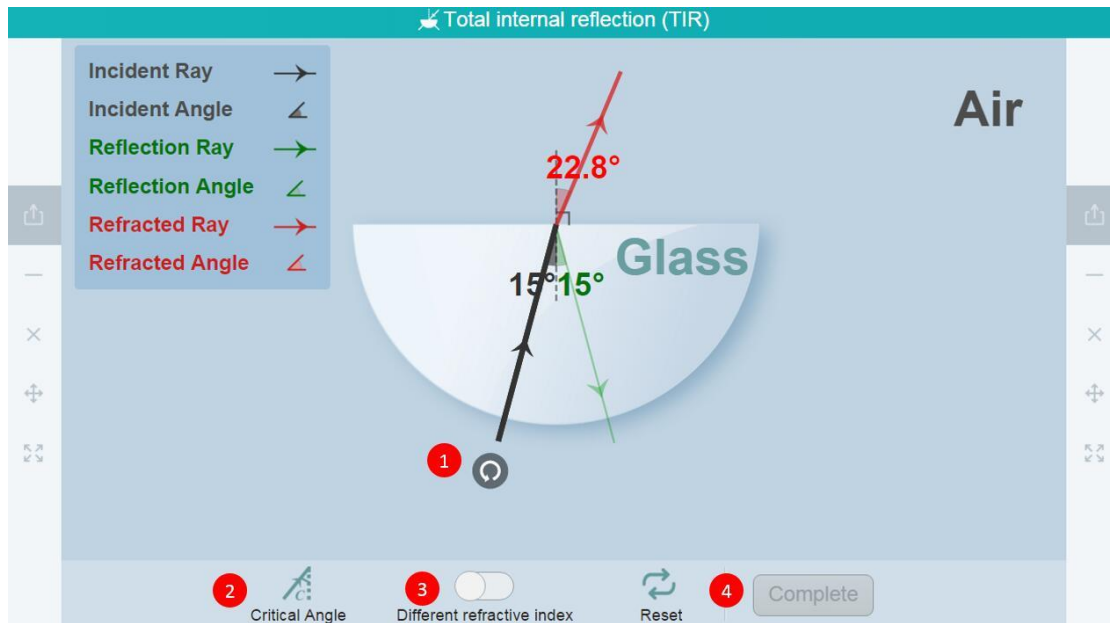 Total internal reflection (TIR)
Incident Ray
Incident Angle
Reflection Ray
Reflection Angle
Refracted Ray
Refracted Angle
Air
22.8°
Glass
15° 15°
1
2
C
Critical Angle
3
Different refractive index
Reset
4
Complete